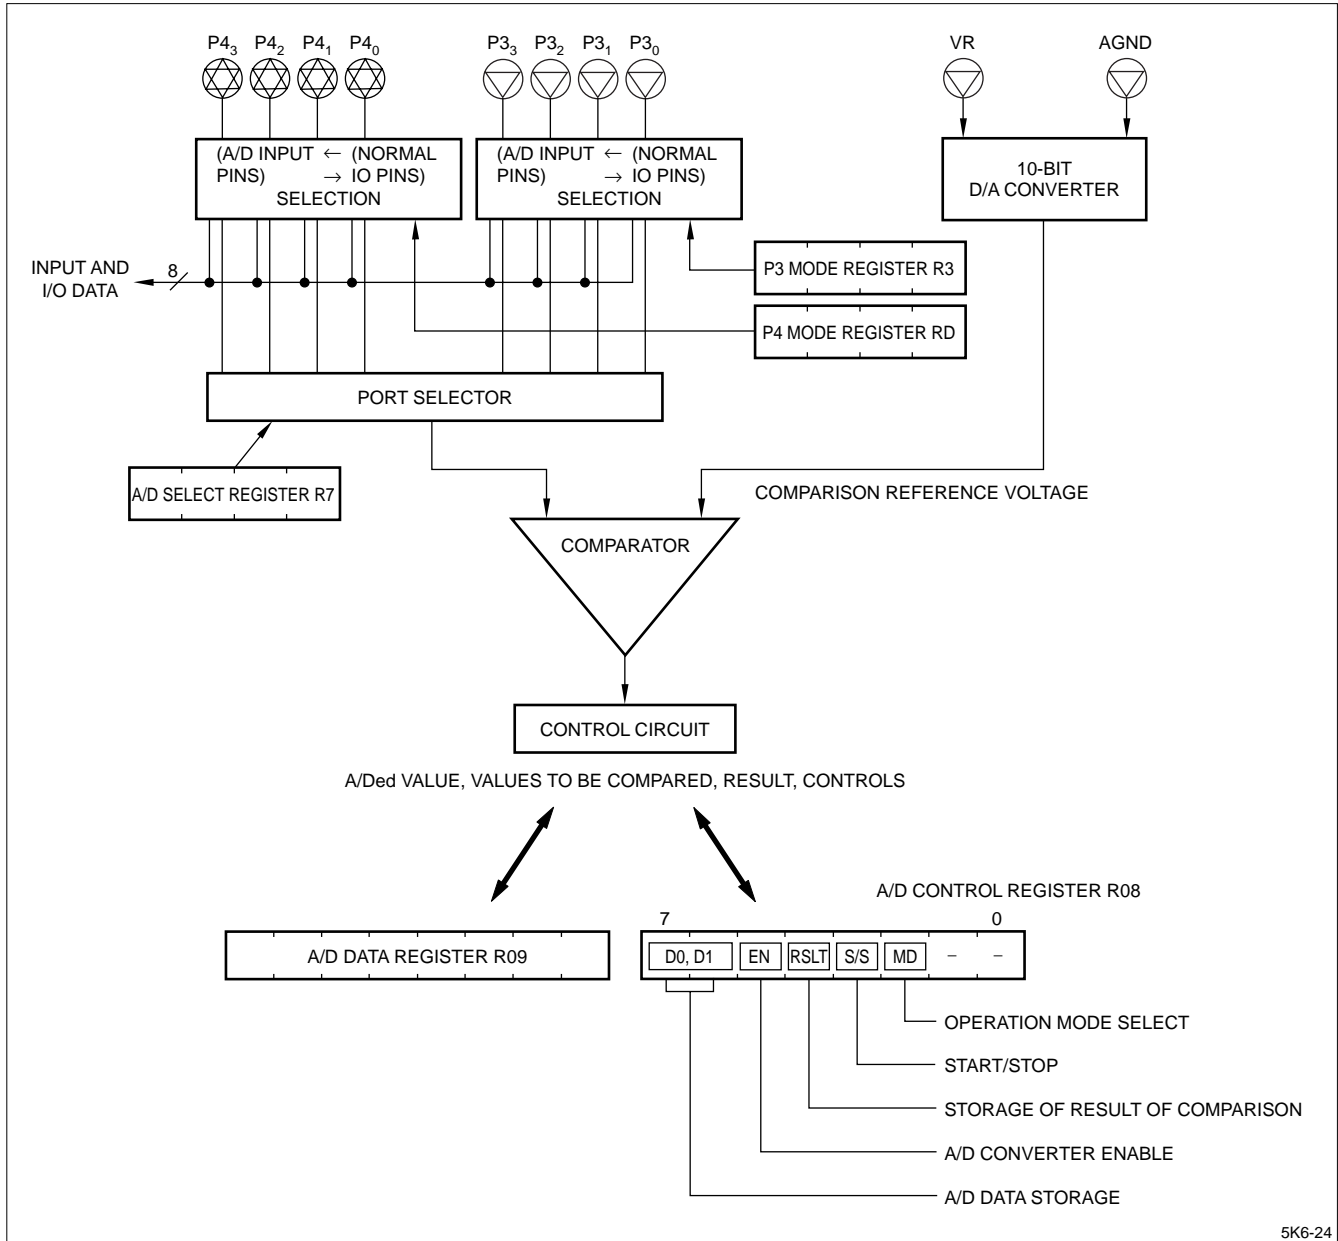 P4₃ P4₂ P4₁ P4₀ P3₃ P3₂ P3₁ P3₀ VR AGND
(A/D INPUT ← (NORMAL
PINS) → IO PINS)
SELECTION
(A/D INPUT ← (NORMAL
PINS) → IO PINS)
SELECTION
10-BIT
D/A CONVERTER
INPUT AND
I/O DATA
8
P3 MODE REGISTER R3
P4 MODE REGISTER RD
PORT SELECTOR
A/D SELECT REGISTER R7
COMPARISON REFERENCE VOLTAGE
COMPARATOR
CONTROL CIRCUIT
A/Ded VALUE, VALUES TO BE COMPARED, RESULT, CONTROLS
A/D CONTROL REGISTER R08
7 0
A/D DATA REGISTER R09
D0, D1 EN RSLT S/S MD – –
OPERATION MODE SELECT
START/STOP
STORAGE OF RESULT OF COMPARISON
A/D CONVERTER ENABLE
A/D DATA STORAGE
5K6-24